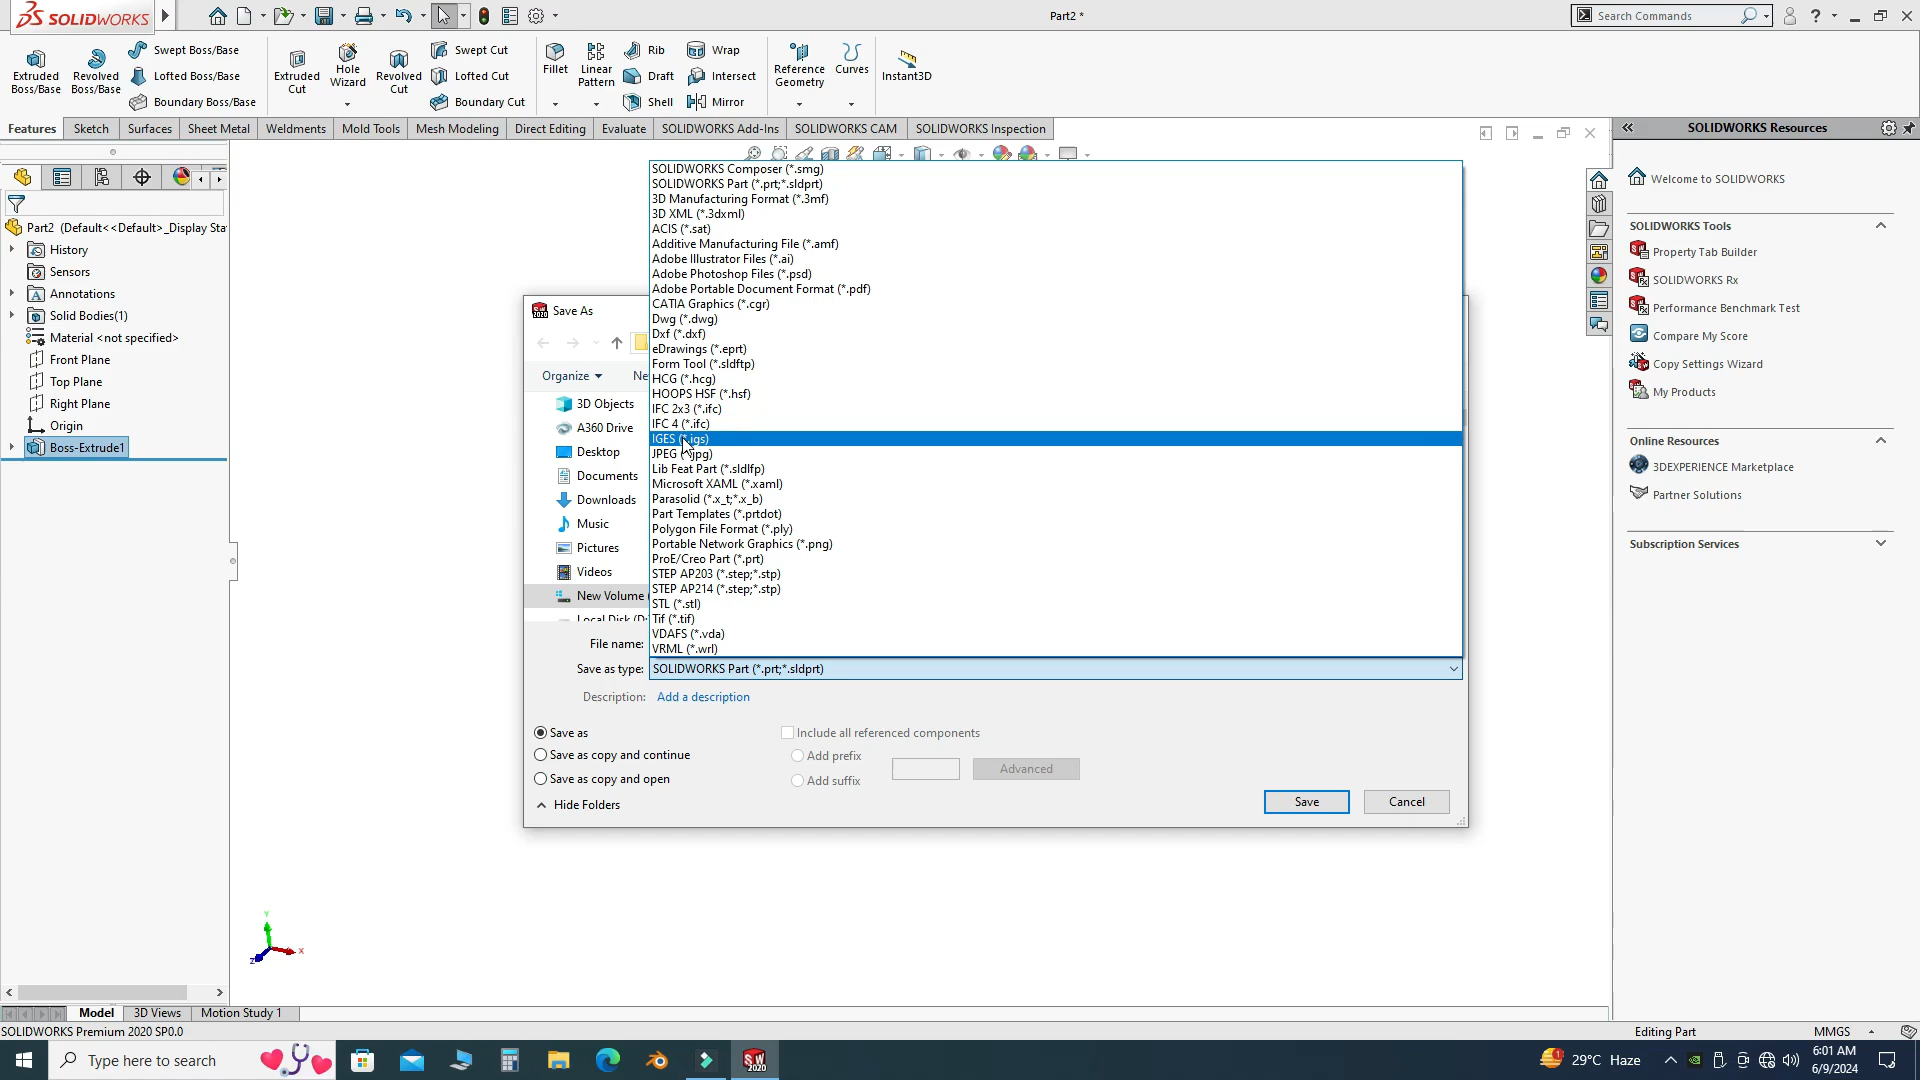 SOLIDWORKS
Part2 *
Search Commands
Extruded Boss/Base
Revolved Boss/Base
Swept Boss/Base
Lofted Boss/Base
Boundary Boss/Base
Extruded Cut
Hole Wizard
Revolved Cut
Swept Cut
Lofted Cut
Boundary Cut
Fillet
Linear Pattern
Rib
Draft
Shell
Wrap
Intersect
Mirror
Reference Geometry
Curves
Instant3D
Features
Sketch
Surfaces
Sheet Metal
Weldments
Mold Tools
Mesh Modeling
Direct Editing
Evaluate
SOLIDWORKS Add-Ins
SOLIDWORKS CAM
SOLIDWORKS Inspection
Part2 (Default<<Default>_Display Sta
History
Sensors
Annotations
Solid Bodies(1)
Material <not specified>
Front Plane
Top Plane
Right Plane
Origin
Boss-Extrude1
Save As
Organize
Ne
3D Objects
A360 Drive
Desktop
Documents
Downloads
Music
Pictures
Videos
New Volume (
Local Disk (D:
SOLIDWORKS Composer (*.smg)
SOLIDWORKS Part (*.prt;*.sldprt)
3D Manufacturing Format (*.3mf)
3D XML (*.3dxml)
ACIS (*.sat)
Additive Manufacturing File (*.amf)
Adobe Illustrator Files (*.ai)
Adobe Photoshop Files (*.psd)
Adobe Portable Document Format (*.pdf)
CATIA Graphics (*.cgr)
Dwg (*.dwg)
Dxf (*.dxf)
eDrawings (*.eprt)
Form Tool (*.sldftp)
HCG (*.hcg)
HOOPS HSF (*.hsf)
IFC 2x3 (*.ifc)
IFC 4 (*.ifc)
IGES (*.igs)
JPEG (*.jpg)
Lib Feat Part (*.sldlfp)
Microsoft XAML (*.xaml)
Parasolid (*.x_t;*.x_b)
Part Templates (*.prtdot)
Polygon File Format (*.ply)
Portable Network Graphics (*.png)
ProE/Creo Part (*.prt)
STEP AP203 (*.step;*.stp)
STEP AP214 (*.step;*.stp)
STL (*.stl)
Tif (*.tif)
VDAFS (*.vda)
VRML (*.wrl)
File name:
Save as type: SOLIDWORKS Part (*.prt;*.sldprt)
Description: Add a description
Save as
Save as copy and continue
Save as copy and open
Include all referenced components
Add prefix
Add suffix
Advanced
Hide Folders
Save
Cancel
SOLIDWORKS Resources
Welcome to SOLIDWORKS
SOLIDWORKS Tools
Property Tab Builder
SOLIDWORKS Rx
Performance Benchmark Test
Compare My Score
Copy Settings Wizard
My Products
Online Resources
3DEXPERIENCE Marketplace
Partner Solutions
Subscription Services
Y
X
Z
Model
3D Views
Motion Study 1
SOLIDWORKS Premium 2020 SP0.0
Editing Part
MMGS
Type here to search
SW 2020
29°C Haze
6:01 AM
6/9/2024